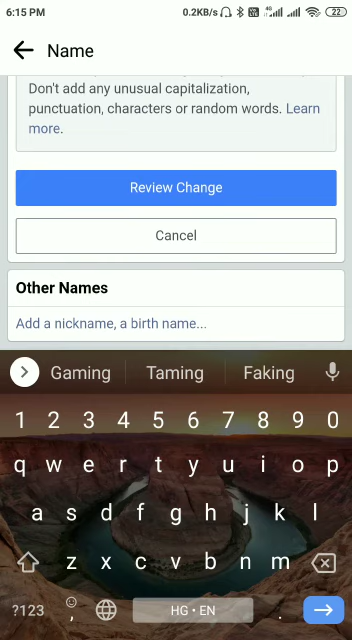 6:15 PM 0.2KB/s 4G 22
Name
Don't add any unusual capitalization,
punctuation, characters or random words. Learn
more.
Review Change
Cancel
Other Names
Add a nickname, a birth name...
Gaming Taming Faking
1 2 3 4 5 6 7 8 9 0
q w e r t y u i o p
a s d f g h j k l
z x c v b n m
?123 , HG • EN .